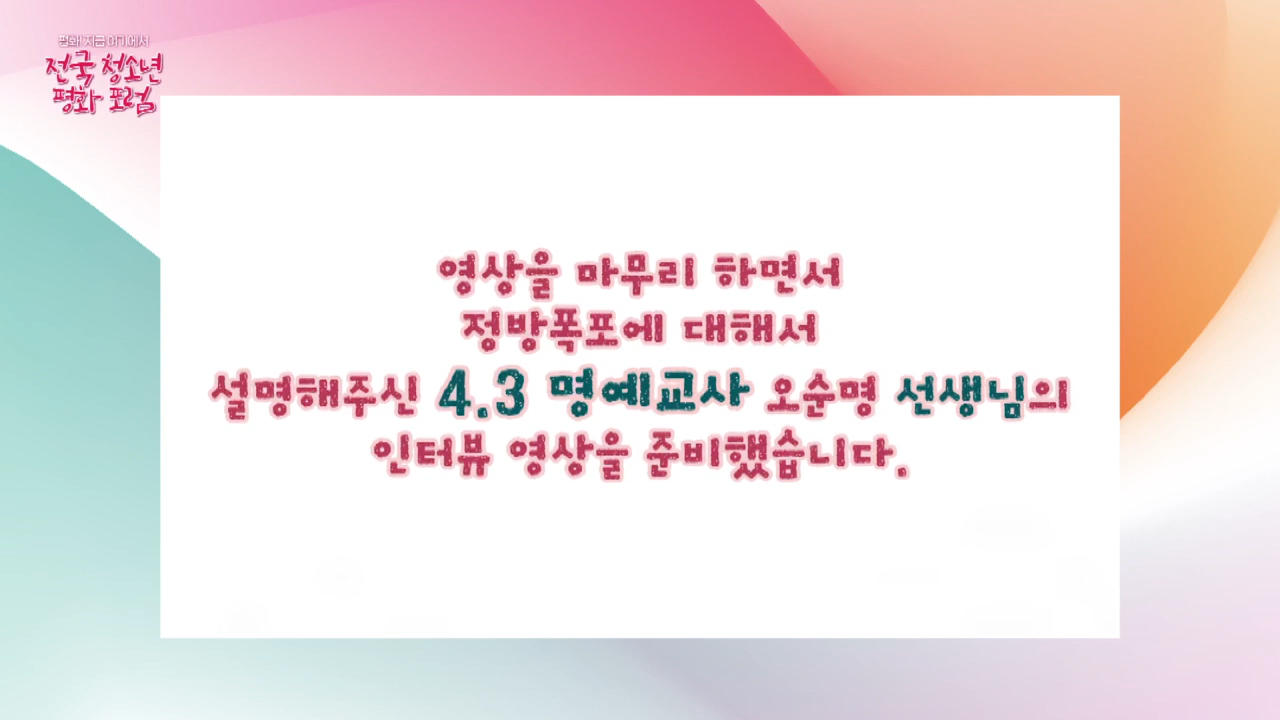 평화! 지금 여기에서
전국 청소년
평화 포럼
영상을 마무리 하면서
정방폭포에 대해서
설명해주신 4.3 명예교사 오순명 선생님의
인터뷰 영상을 준비했습니다.